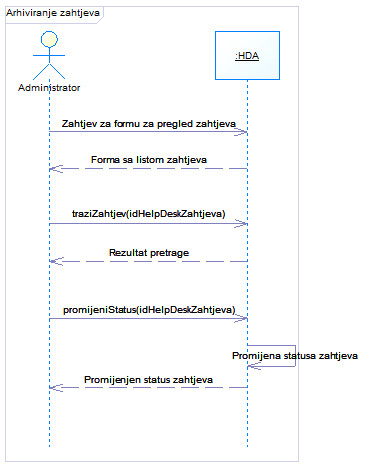 Arhiviranje zahtjeva
:HDA
Administrator
Zahtjev za formu za pregled zahtjeva
Forma sa listom zahtjeva
traziZahtjev(idHelpDeskZahtjeva)
Rezultat pretrage
promijeniStatus(idHelpDeskZahtjeva)
Promijena statusa zahtjeva
Promijenjen status zahtjeva